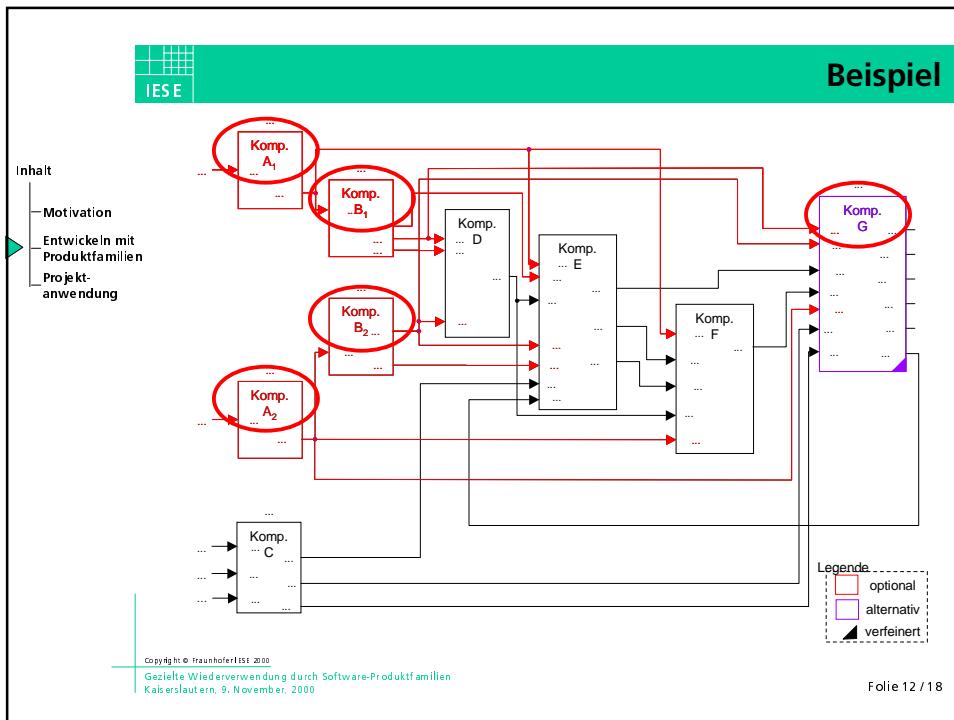 IESE
Beispiel
Inhalt
Motivation
Entwickeln mit
Produktfamilien
Projekt-
anwendung
...
Komp.
A1
...
...
...
...
Komp.
B1
...
...
...
Komp.
D
...
...
...
...
Komp.
E
...
...
...
...
...
...
...
...
...
Komp.
F
...
...
...
...
...
...
...
Komp.
G
...
...
...
...
...
...
...
...
...
...
...
...
...
Komp.
B2
...
...
...
...
Komp.
A2
...
...
...
...
Komp.
C
...
...
...
...
...
...
...
...
...
Legende
optional
alternativ
verfeinert
Copyright © Fraunhofer IESE 2000
Gezielte Wiederverwendung durch Software-Produktfamilien
Kaiserslautern, 9. November, 2000
Folie 12 / 18